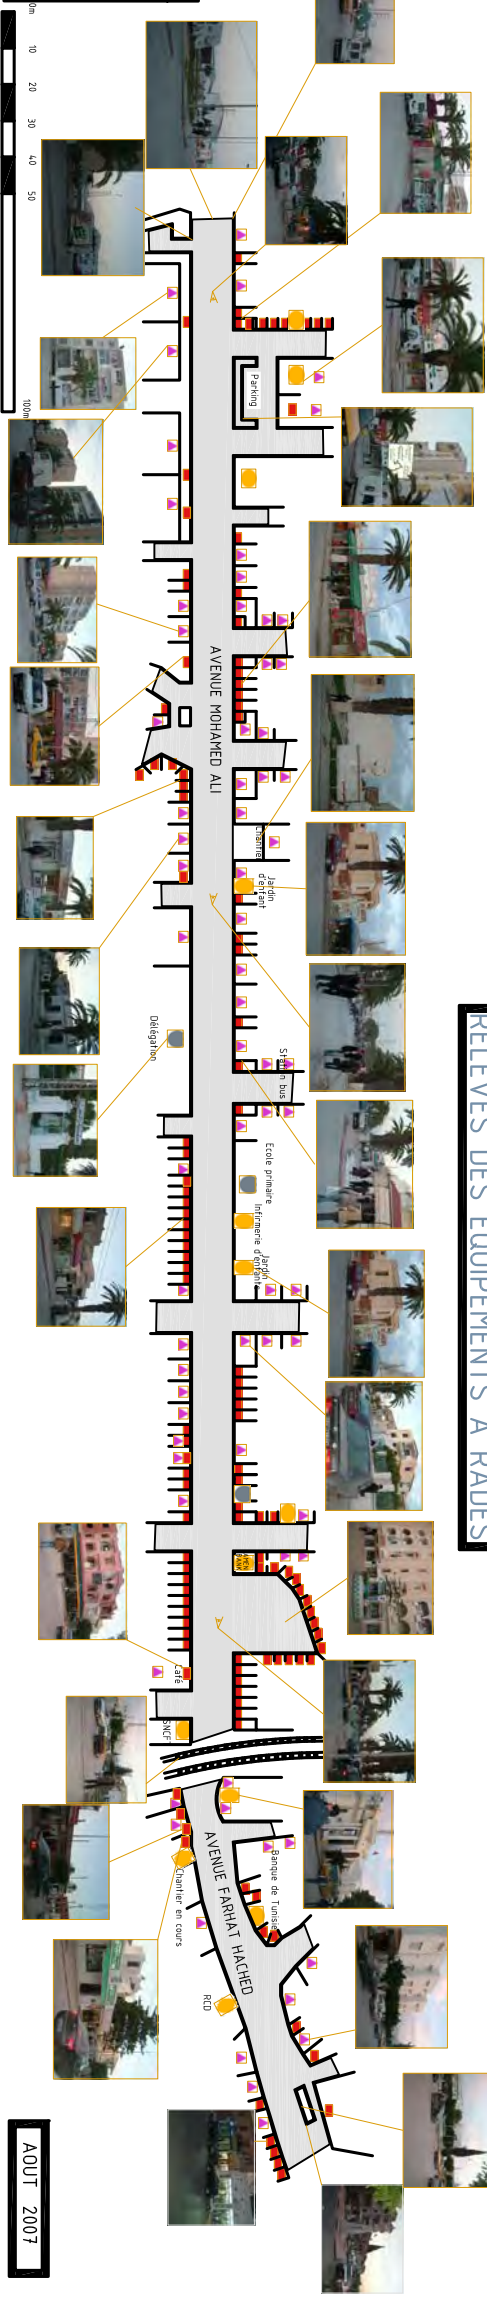 RELEVES DES EQUIPEMENTS A RADES
0m
10
20
30
40
50
100m
Parking
AVENUE MOHAMED ALI
Chantier
Jardin
d'enfant
Délégation
Station bus
Ecole primaire
Infirmerie
Jardin
d'enfant
AMEN
BANK
Café
SNCF
AVENUE FARHAT HACHED
Banque de Tunisie
Chantier en cours
RCD
AOUT 2007